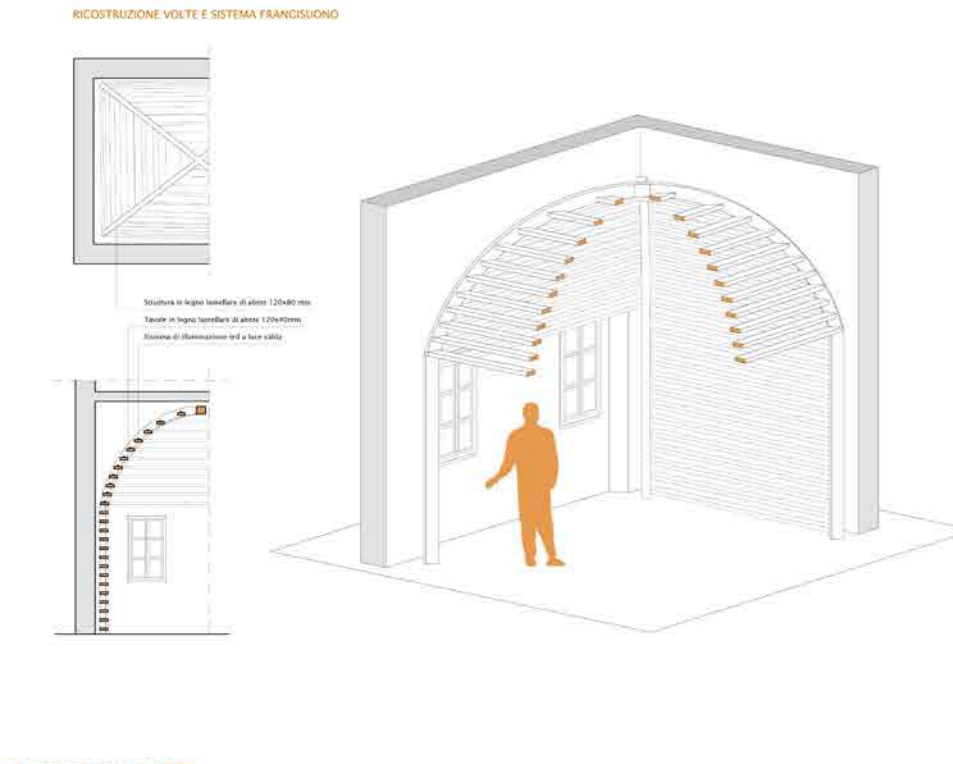 RICOSTRUZIONE VOLTE E SISTEMA FRANGISUONO
Struttura in legno lamellare di abete 120x80 mm
Tavole in legno lamellare di abete 120x40mm
Sistema di illuminazione led a luce calda